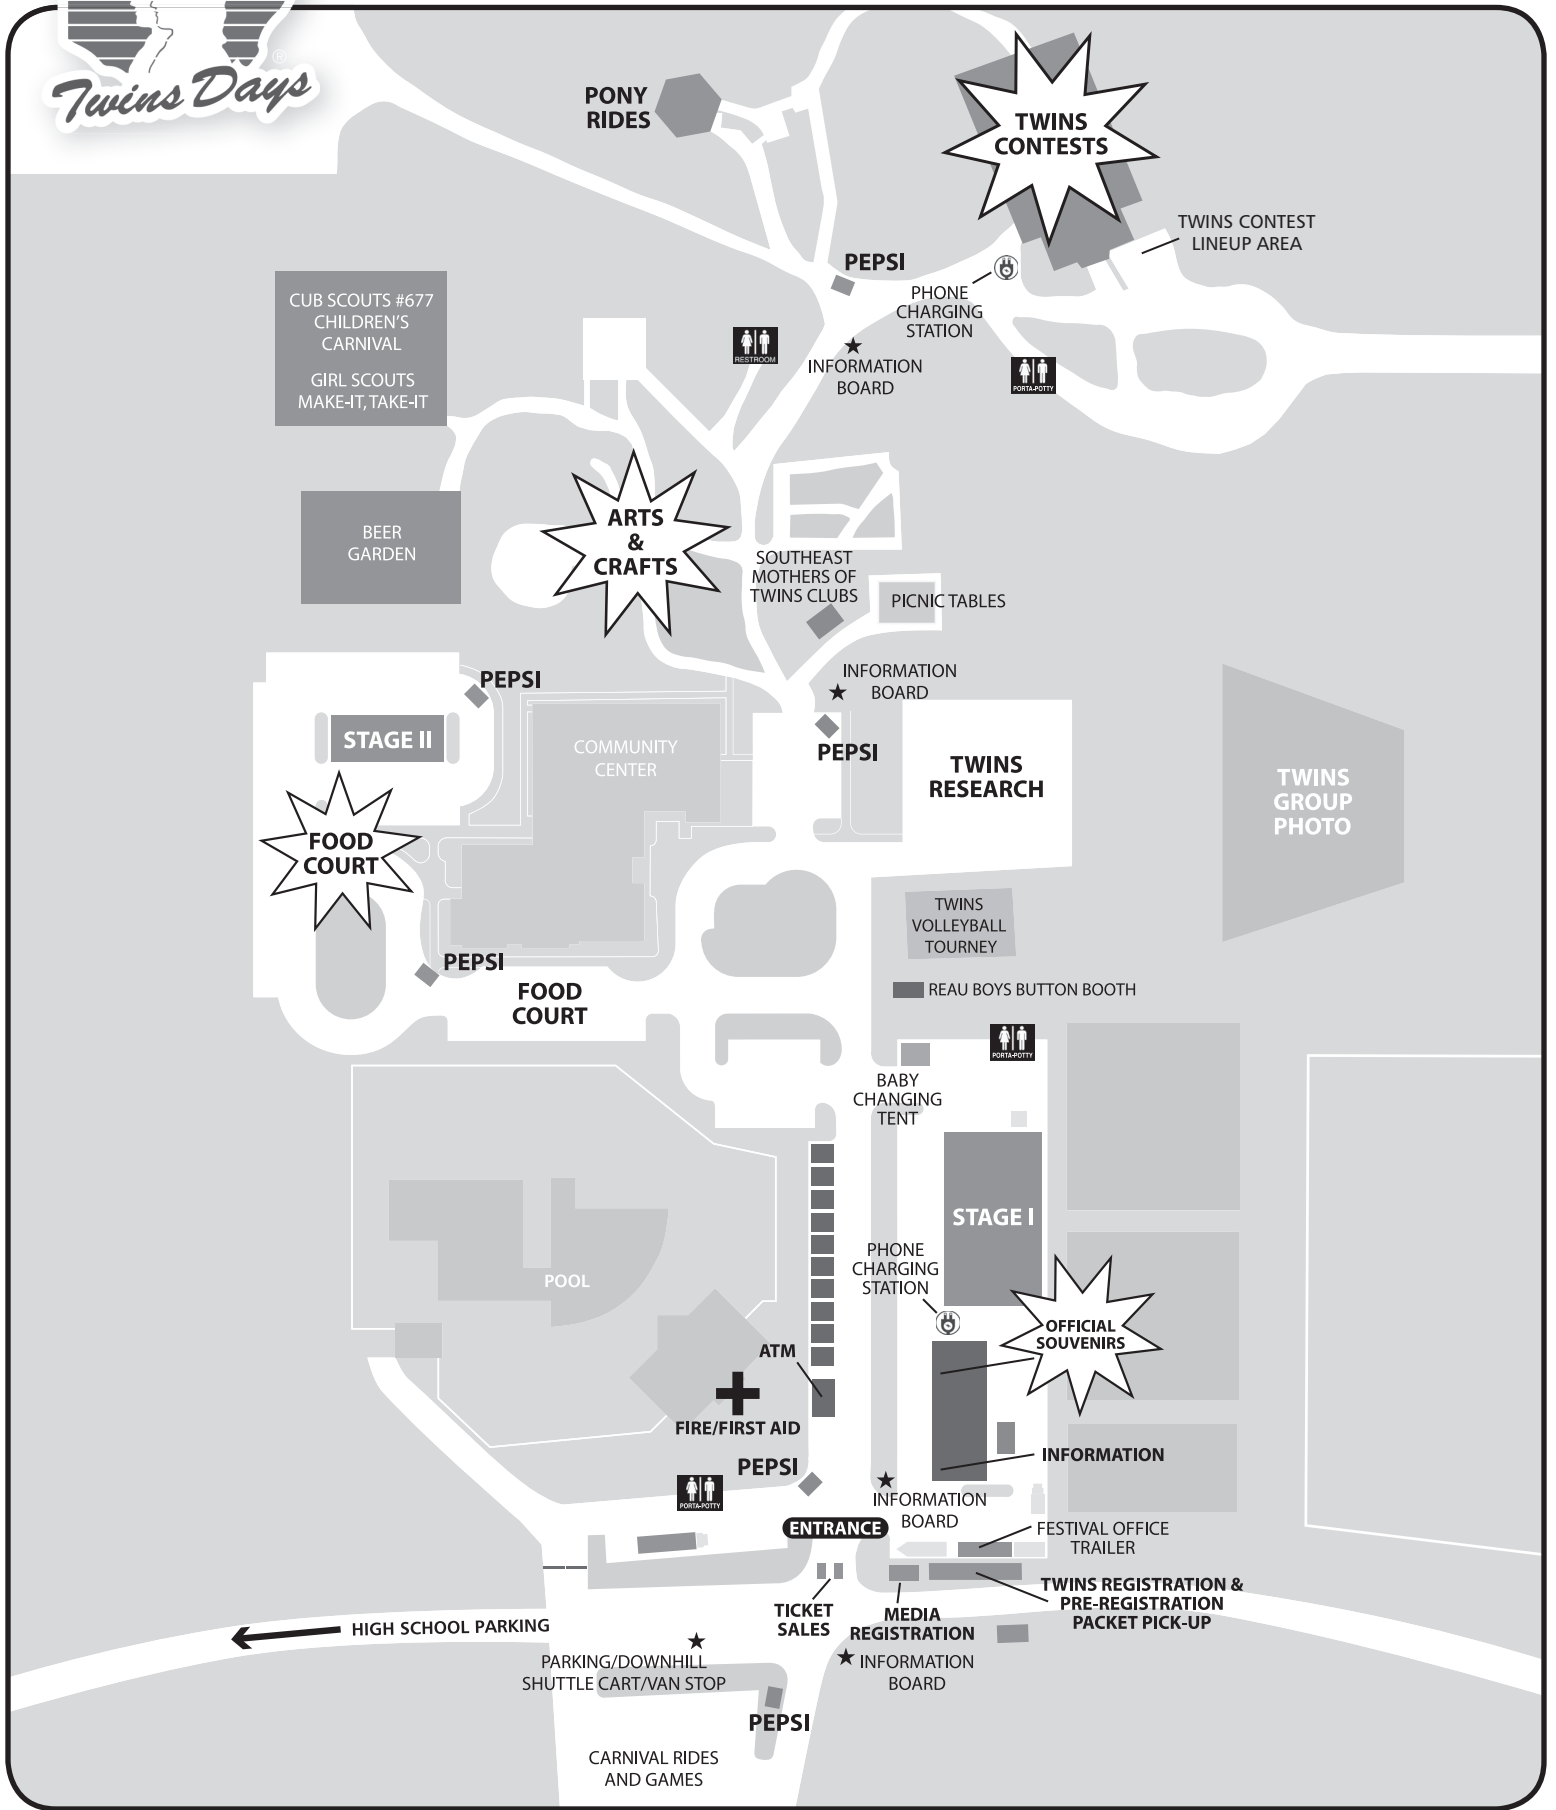 Twins Days
®
PONY
RIDES
TWINS
CONTESTS
TWINS CONTEST
LINEUP AREA
PEPSI
PHONE
CHARGING
STATION
CUB SCOUTS #677
CHILDREN'S
CARNIVAL
GIRL SCOUTS
MAKE-IT, TAKE-IT
RESTROOM
INFORMATION
BOARD
PORTA-POTTY
BEER
GARDEN
ARTS
&
CRAFTS
SOUTHEAST
MOTHERS OF
TWINS CLUBS
PICNIC TABLES
INFORMATION
BOARD
PEPSI
STAGE II
COMMUNITY
CENTER
PEPSI
TWINS
RESEARCH
TWINS
GROUP
PHOTO
FOOD
COURT
TWINS
VOLLEYBALL
TOURNEY
PEPSI
FOOD
COURT
REAU BOYS BUTTON BOOTH
PORTA-POTTY
BABY
CHANGING
TENT
STAGE I
PHONE
CHARGING
STATION
POOL
OFFICIAL
SOUVENIRS
ATM
FIRE/FIRST AID
INFORMATION
PEPSI
PORTA-POTTY
INFORMATION
BOARD
ENTRANCE
FESTIVAL OFFICE
TRAILER
TWINS REGISTRATION &
PRE-REGISTRATION
PACKET PICK-UP
TICKET
SALES
MEDIA
REGISTRATION
HIGH SCHOOL PARKING
PARKING/DOWNHILL
SHUTTLE CART/VAN STOP
INFORMATION
BOARD
PEPSI
CARNIVAL RIDES
AND GAMES